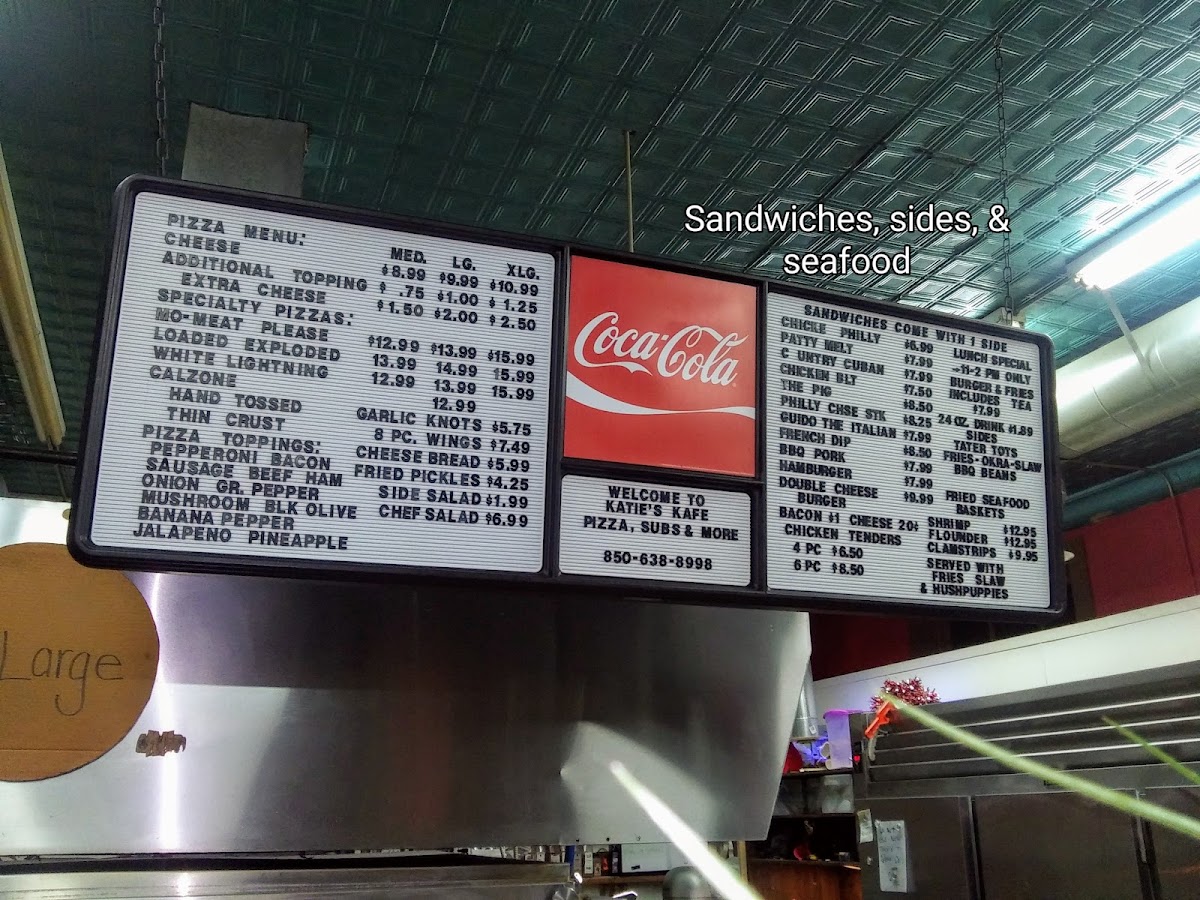 Sandwiches, sides, &
seafood
PIZZA MENU:
MED. LG. XLG.
CHEESE $8.99 $9.99 $10.99
ADDITIONAL TOPPING $ .75 $1.00 $1.25
EXTRA CHEESE $1.50 $2.00 $2.50
SPECIALTY PIZZAS:
MO-MEAT PLEASE $12.99 $13.99 $15.99
LOADED EXPLODED 13.99 14.99 15.99
WHITE LIGHTNING 12.99 13.99 15.99
CALZONE 12.99
HAND TOSSED
THIN CRUST
GARLIC KNOTS $5.75
8 PC. WINGS $7.49
CHEESE BREAD $5.99
FRIED PICKLES $4.25
SIDE SALAD $1.99
CHEF SALAD $6.99
PIZZA TOPPINGS:
PEPPERONI BACON
SAUSAGE BEEF HAM
ONION GR. PEPPER
MUSHROOM BLK OLIVE
BANANA PEPPER
JALAPENO PINEAPPLE
Coca-Cola
WELCOME TO
KATIE'S KAFE
PIZZA, SUBS & MORE
850-638-8998
SANDWICHES COME WITH 1 SIDE
CHICKE PHILLY $6.99
PATTY MELT $7.99
C UNTRY CUBAN $7.99
CHICKEN BLT $7.50
THE PIG $8.50
PHILLY CHSE STK $8.25
GUIDO THE ITALIAN $7.99
FRENCH DIP $8.50
BBQ PORK $7.99
HAMBURGER $7.99
DOUBLE CHEESE $9.99
BURGER
BACON $1 CHEESE 20¢
CHICKEN TENDERS
4 PC $6.50
6 PC $8.50
LUNCH SPECIAL
-11-2 PM ONLY
BURGER & FRIES
INCLUDES TEA
$7.99
24 OZ. DRINK $1.89
SIDES
TATER TOTS
FRIES-OKRA-SLAW
BBQ BEANS
FRIED SEAFOOD
BASKETS
SHRIMP $12.95
FLOUNDER $12.95
CLAMSTRIPS $9.95
SERVED WITH
FRIES SLAW
& HUSHPUPPIES
Large